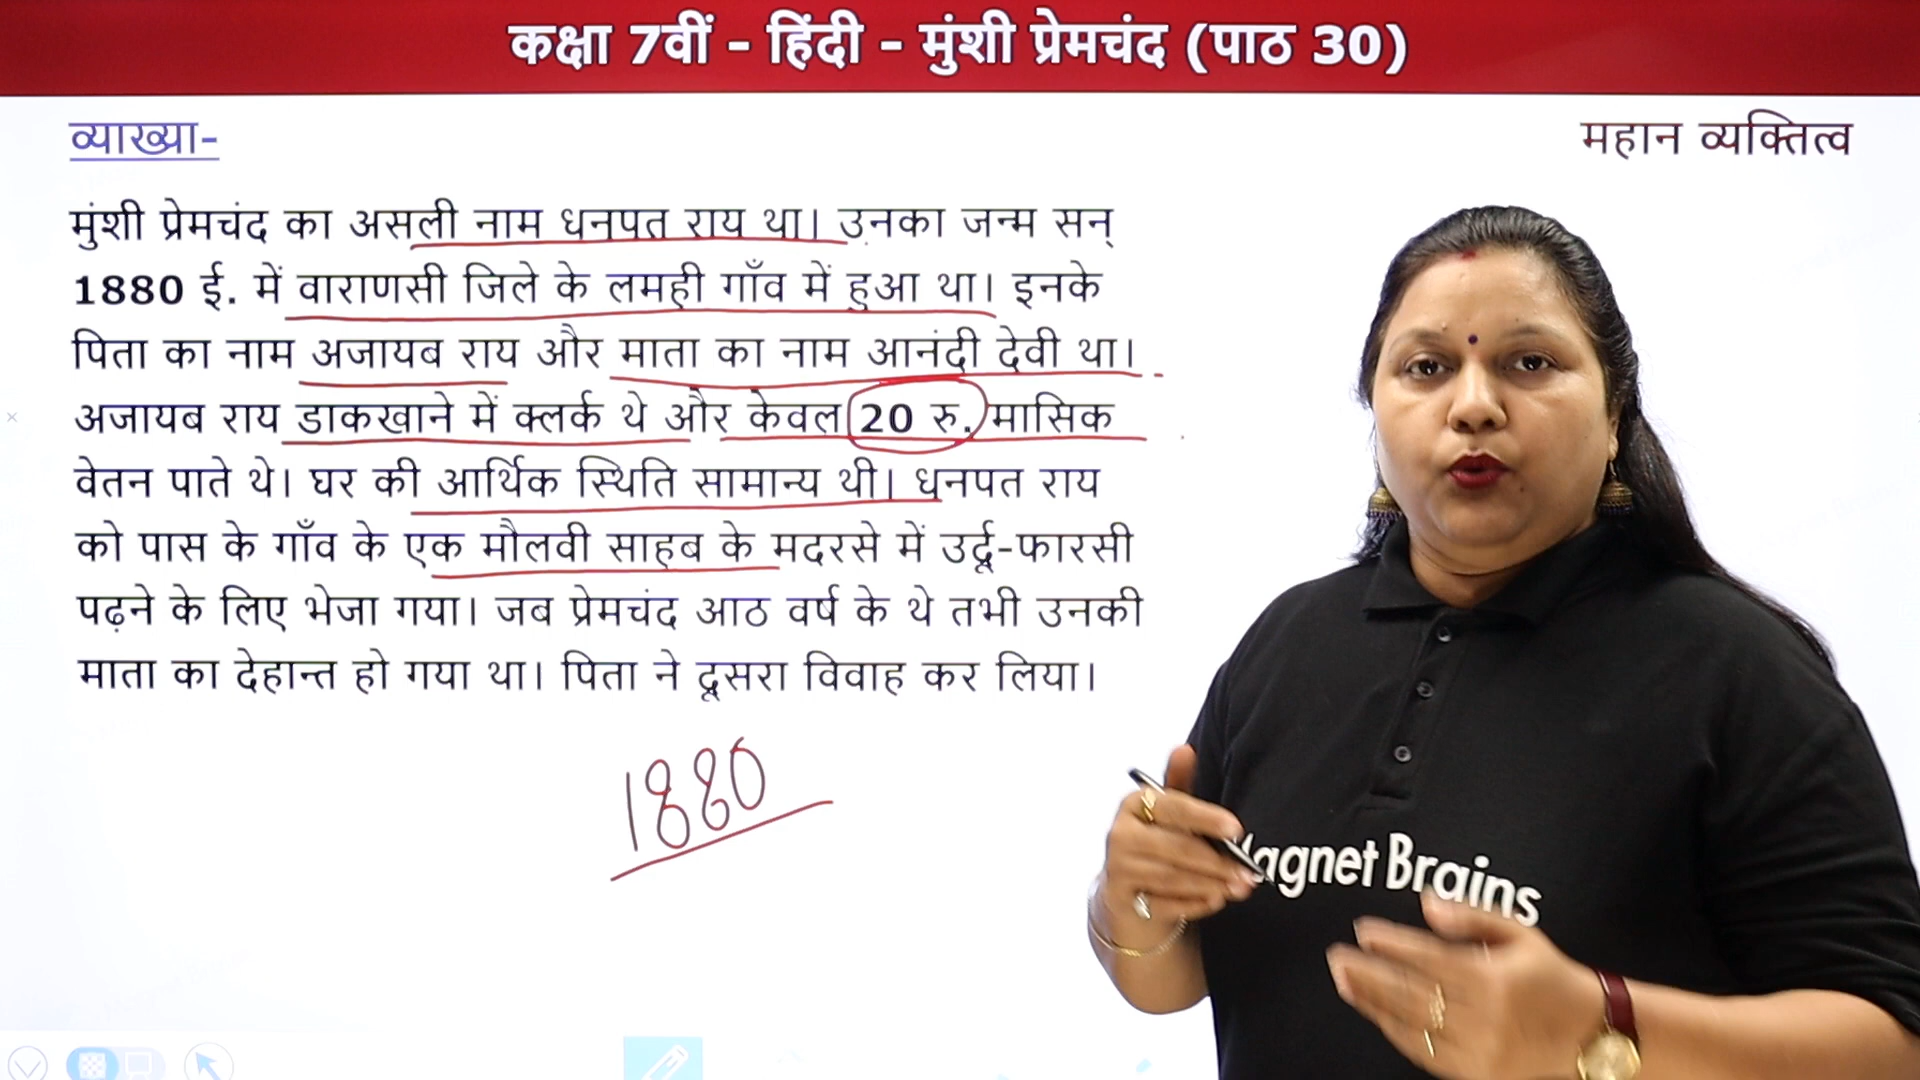 कक्षा 7वीं - हिंदी - मुंशी प्रेमचंद (पाठ 30)
व्याख्या-
महान व्यक्तित्व
मुंशी प्रेमचंद का असली नाम धनपत राय था। उनका जन्म सन्
1880 ई. में वाराणसी जिले के लमही गाँव में हुआ था। इनके
पिता का नाम अजायब राय और माता का नाम आनंदी देवी था।
अजायब राय डाकखाने में क्लर्क थे और केवल 20 रु. मासिक
वेतन पाते थे। घर की आर्थिक स्थिति सामान्य थी। धनपत राय
को पास के गाँव के एक मौलवी साहब के मदरसे में उर्दू-फारसी
पढ़ने के लिए भेजा गया। जब प्रेमचंद आठ वर्ष के थे तभी उनकी
माता का देहान्त हो गया था। पिता ने दूसरा विवाह कर लिया।
1880
Magnet Brains